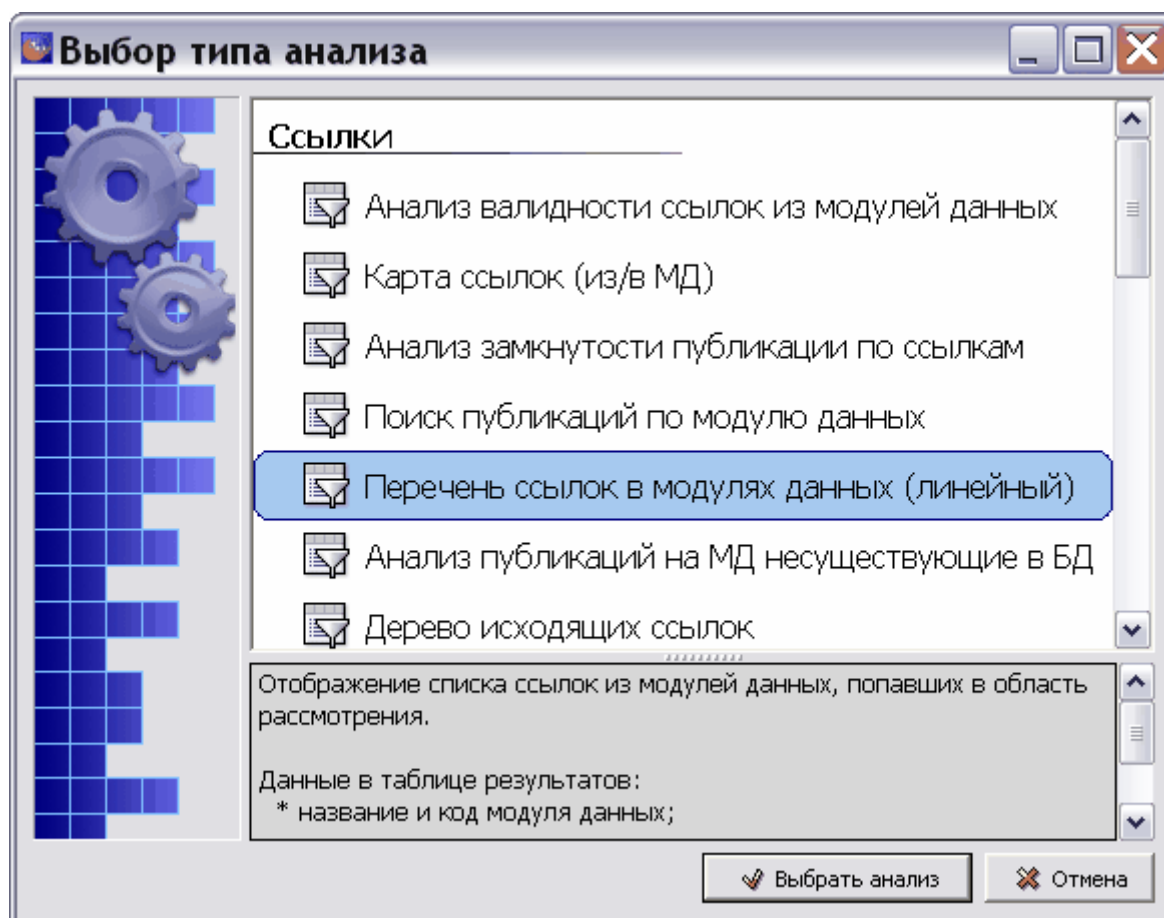 Выбор типа анализа
Ссылки
Анализ валидности ссылок из модулей данных
Карта ссылок (из/в МД)
Анализ замкнутости публикации по ссылкам
Поиск публикаций по модулю данных
Перечень ссылок в модулях данных (линейный)
Анализ публикаций на МД несуществующие в БД
Дерево исходящих ссылок
Отображение списка ссылок из модулей данных, попавших в область
рассмотрения.
Данные в таблице результатов:
* название и код модуля данных;
Выбрать анализ
Отмена